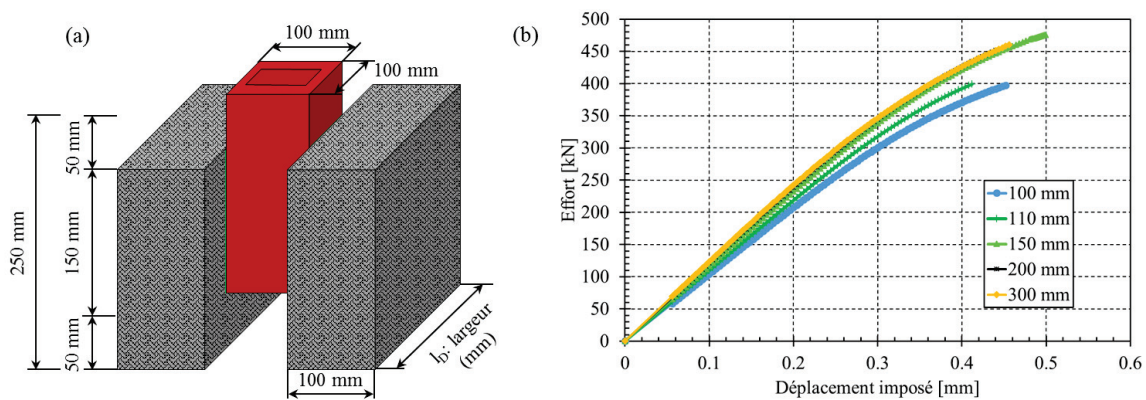 (a)
100 mm
100 mm
50 mm
250 mm
150 mm
50 mm
100 mm
lb: largeur
(mm)
(b)
500
450
400
350
300
250
200
150
100
50
0
Effort [kN]
100 mm
110 mm
150 mm
200 mm
300 mm
0
0.1
0.2
0.3
0.4
0.5
0.6
Déplacement imposé [mm]